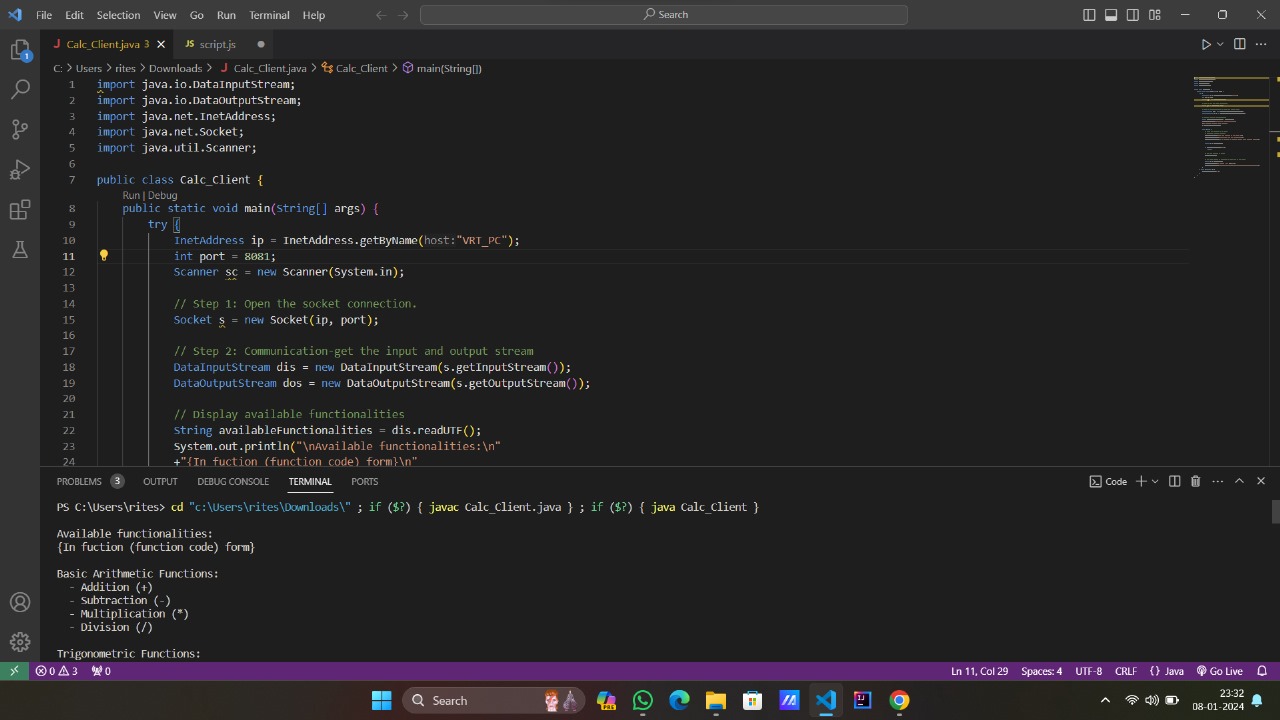 File Edit Selection View Go Run Terminal Help
Search
Calc_Client.java 3
JS script.js
C: > Users > rites > Downloads > J Calc_Client.java > Calc_Client > main(String[])
1 import java.io.DataInputStream;
2 import java.io.DataOutputStream;
3 import java.net.InetAddress;
4 import java.net.Socket;
5 import java.util.Scanner;
6
7 public class Calc_Client {
Run | Debug
8 public static void main(String[] args) {
9 try {
10 InetAddress ip = InetAddress.getByName(host:"VRT_PC");
11 int port = 8081;
12 Scanner sc = new Scanner(System.in);
13
14 // Step 1: Open the socket connection.
15 Socket s = new Socket(ip, port);
16
17 // Step 2: Communication-get the input and output stream
18 DataInputStream dis = new DataInputStream(s.getInputStream());
19 DataOutputStream dos = new DataOutputStream(s.getOutputStream());
20
21 // Display available functionalities
22 String availableFunctionalities = dis.readUTF();
23 System.out.println("\nAvailable functionalities:\n"
24 +"{In fuction (function code) form}\n"
PROBLEMS 3 OUTPUT DEBUG CONSOLE TERMINAL PORTS
Code
PS C:\Users\rites> cd "c:\Users\rites\Downloads\" ; if ($?) { javac Calc_Client.java } ; if ($?) { java Calc_Client }
Available functionalities:
{In fuction (function code) form}
Basic Arithmetic Functions:
- Addition (+)
- Subtraction (-)
- Multiplication (*)
- Division (/)
Trigonometric Functions:
0 3 0 Ln 11, Col 29 Spaces: 4 UTF-8 CRLF {} Java Go Live
Search
PRE
23:32
08-01-2024